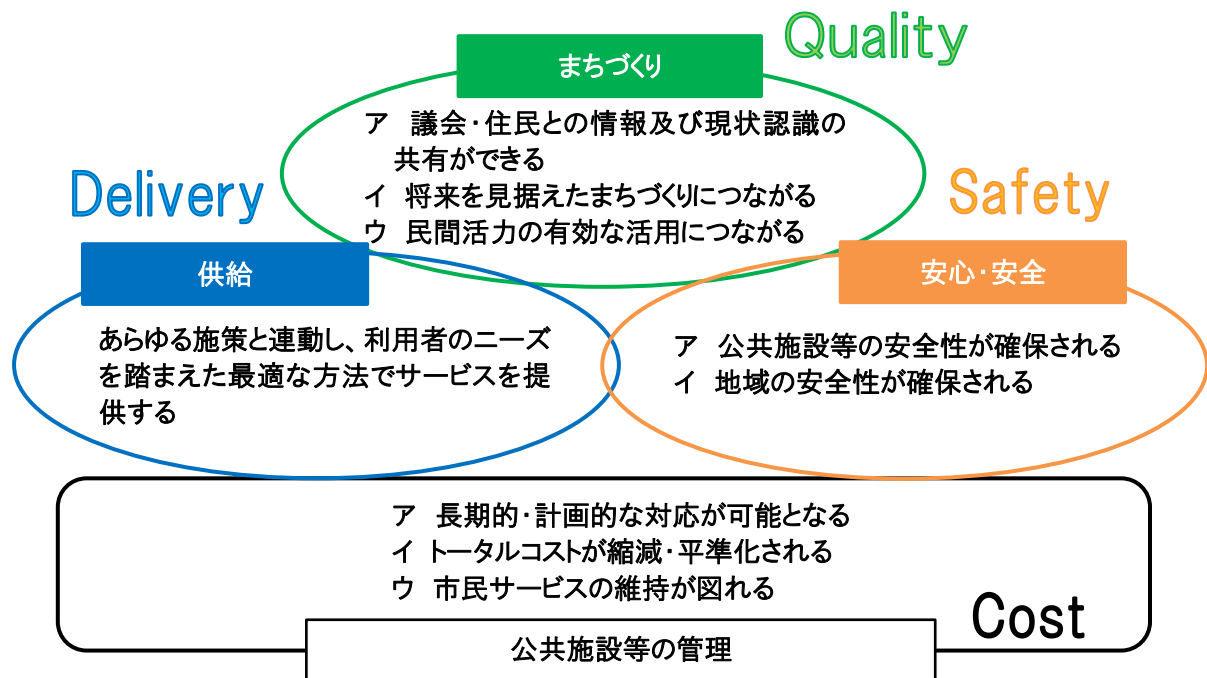 Quality
まちづくり
ア　議会・住民との情報及び現状認識の
共有ができる
イ　将来を見据えたまちづくりにつながる
ウ　民間活力の有効な活用につながる
Delivery
供給
あらゆる施策と連動し、利用者のニーズ
を踏まえた最適な方法でサービスを提
供する
Safety
安心・安全
ア　公共施設等の安全性が確保される
イ　地域の安全性が確保される
ア　長期的・計画的な対応が可能となる
イ　トータルコストが縮減・平準化される
ウ　市民サービスの維持が図れる
Cost
公共施設等の管理